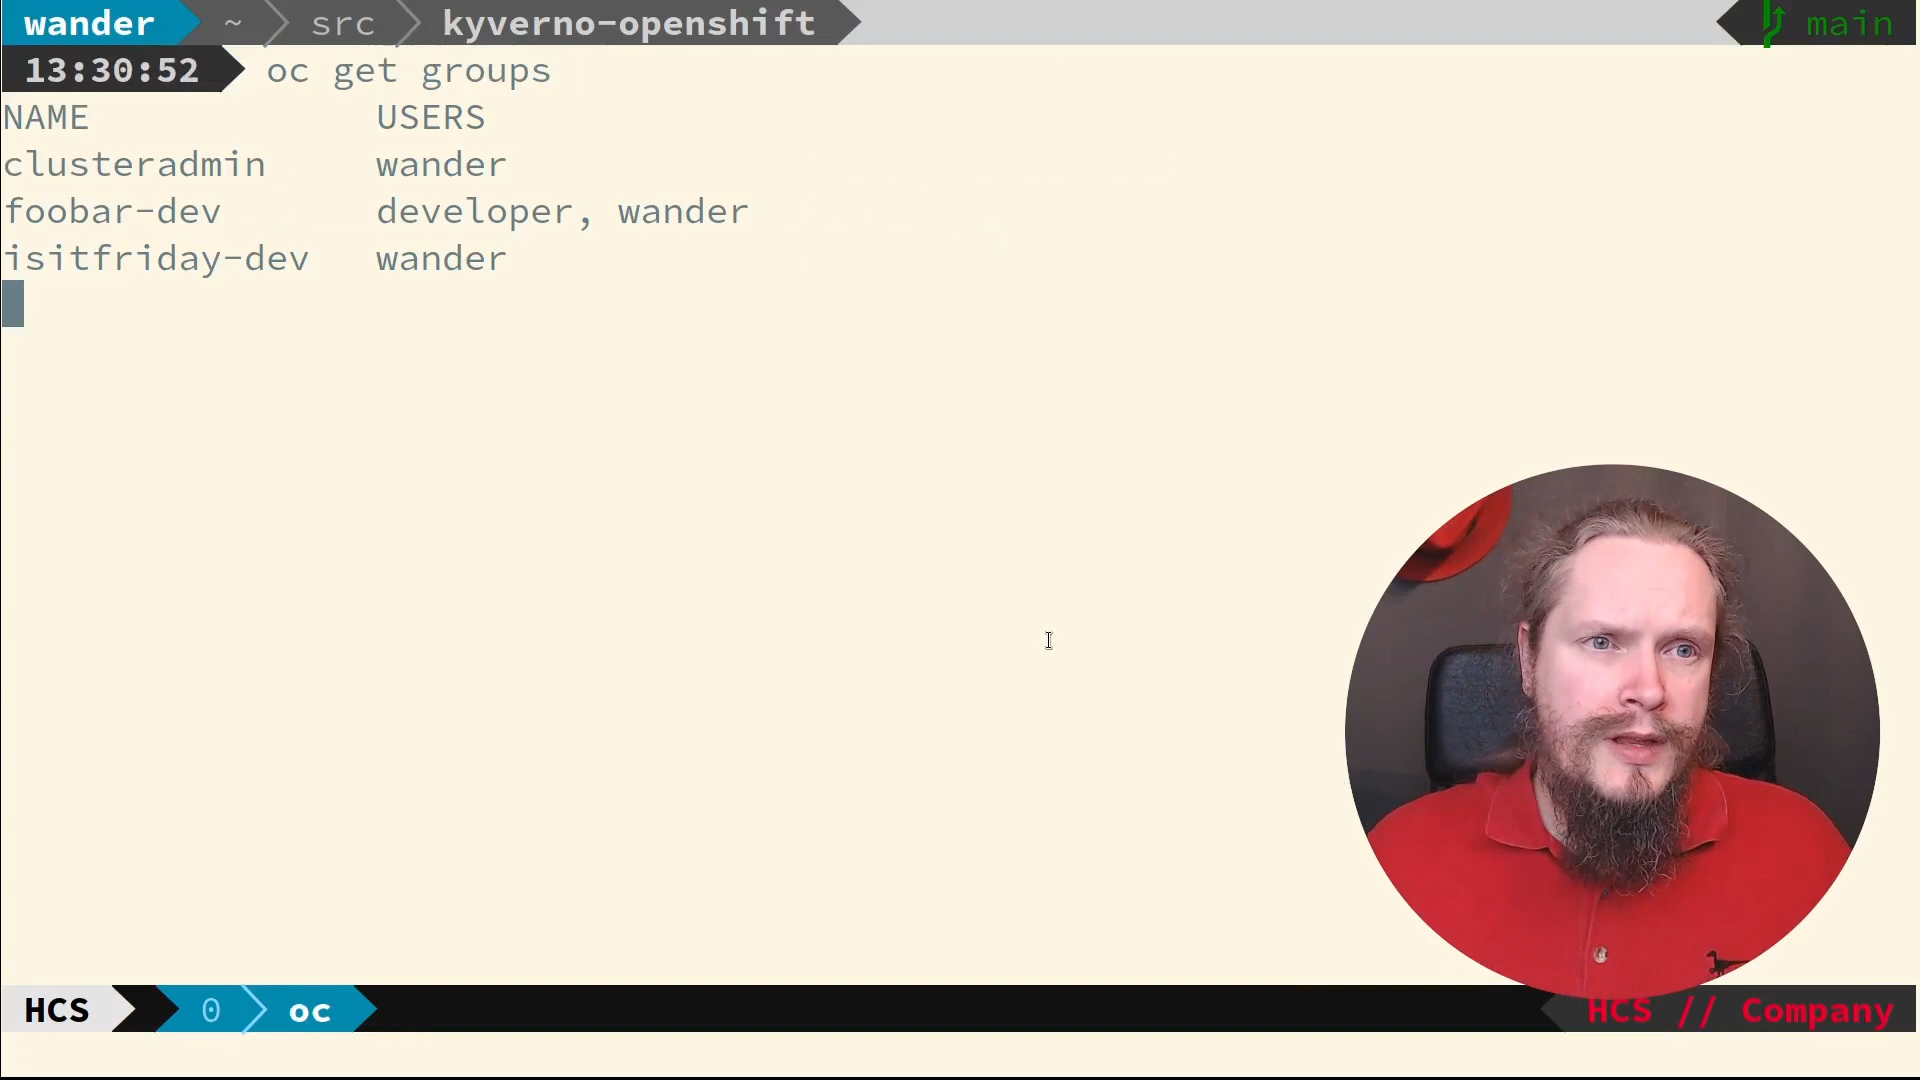 wander ~ src kyverno-openshift main
13:30:52 oc get groups
NAME USERS
clusteradmin wander
foobar-dev developer, wander
isitfriday-dev wander
HCS 0 oc HCS // Company